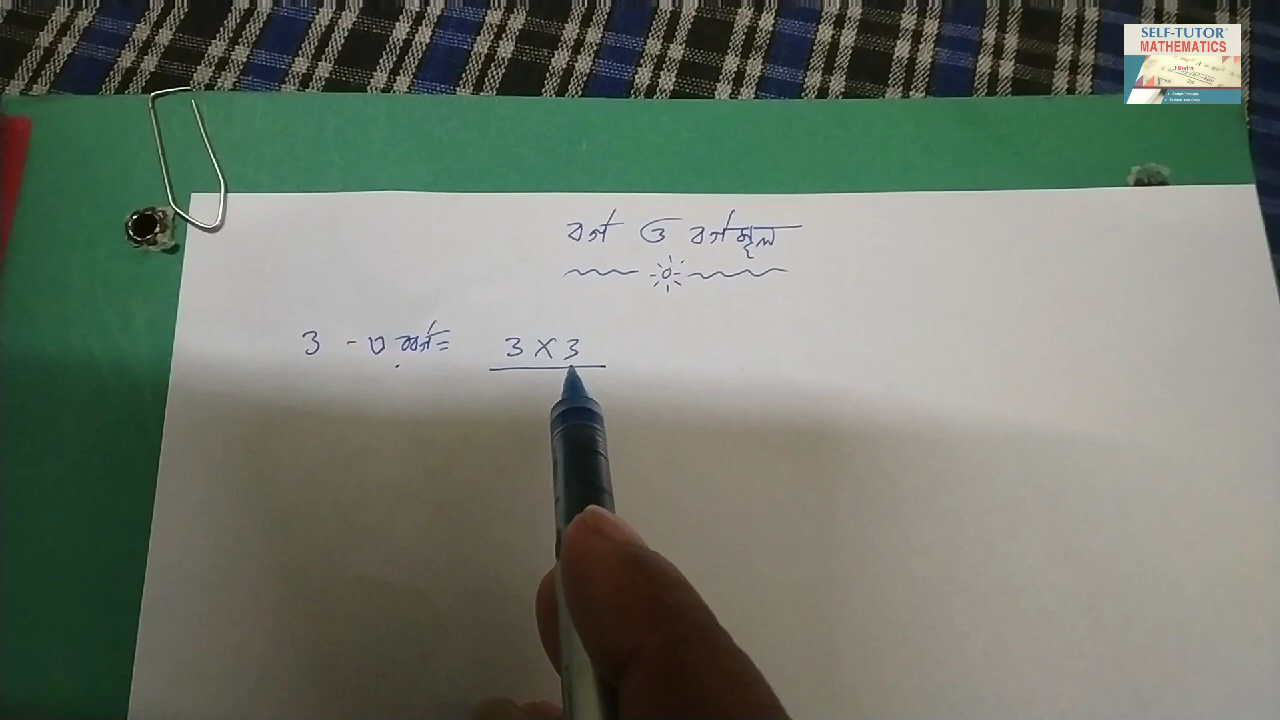 বর্গ ও বর্গমূল
3 - এর বর্গ = 3 × 3
SELF-TUTOR
MATHEMATICS